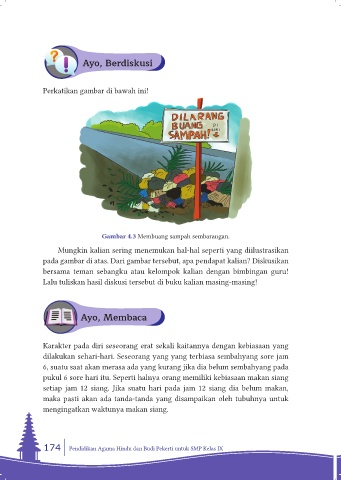 Ayo, Berdiskusi
Perkatikan gambar di bawah ini!
DILARANG
BUANG DI
SINI
SAMPAH!
Gambar 4.3 Membuang sampah sembarangan.
Mungkin kalian sering menemukan hal-hal seperti yang diilustrasikan
pada gambar di atas. Dari gambar tersebut, apa pendapat kalian? Diskusikan
bersama teman sebangku atau kelompok kalian dengan bimbingan guru!
Lalu tuliskan hasil diskusi tersebut di buku kalian masing-masing!
Ayo, Membaca
Karakter pada diri seseorang erat sekali kaitannya dengan kebiasaan yang
dilakukan sehari-hari. Seseorang yang yang terbiasa sembahyang sore jam
6, suatu saat akan merasa ada yang kurang jika dia belum sembahyang pada
pukul 6 sore hari itu. Seperti halnya orang memiliki kebiasaan makan siang
setiap jam 12 siang. Jika suatu hari pada jam 12 siang dia belum makan,
maka pasti akan ada tanda-tanda yang disampaikan oleh tubuhnya untuk
mengingatkan waktunya makan siang.
174 Pendidikan Agama Hindu dan Budi Pekerti untuk SMP Kelas IX